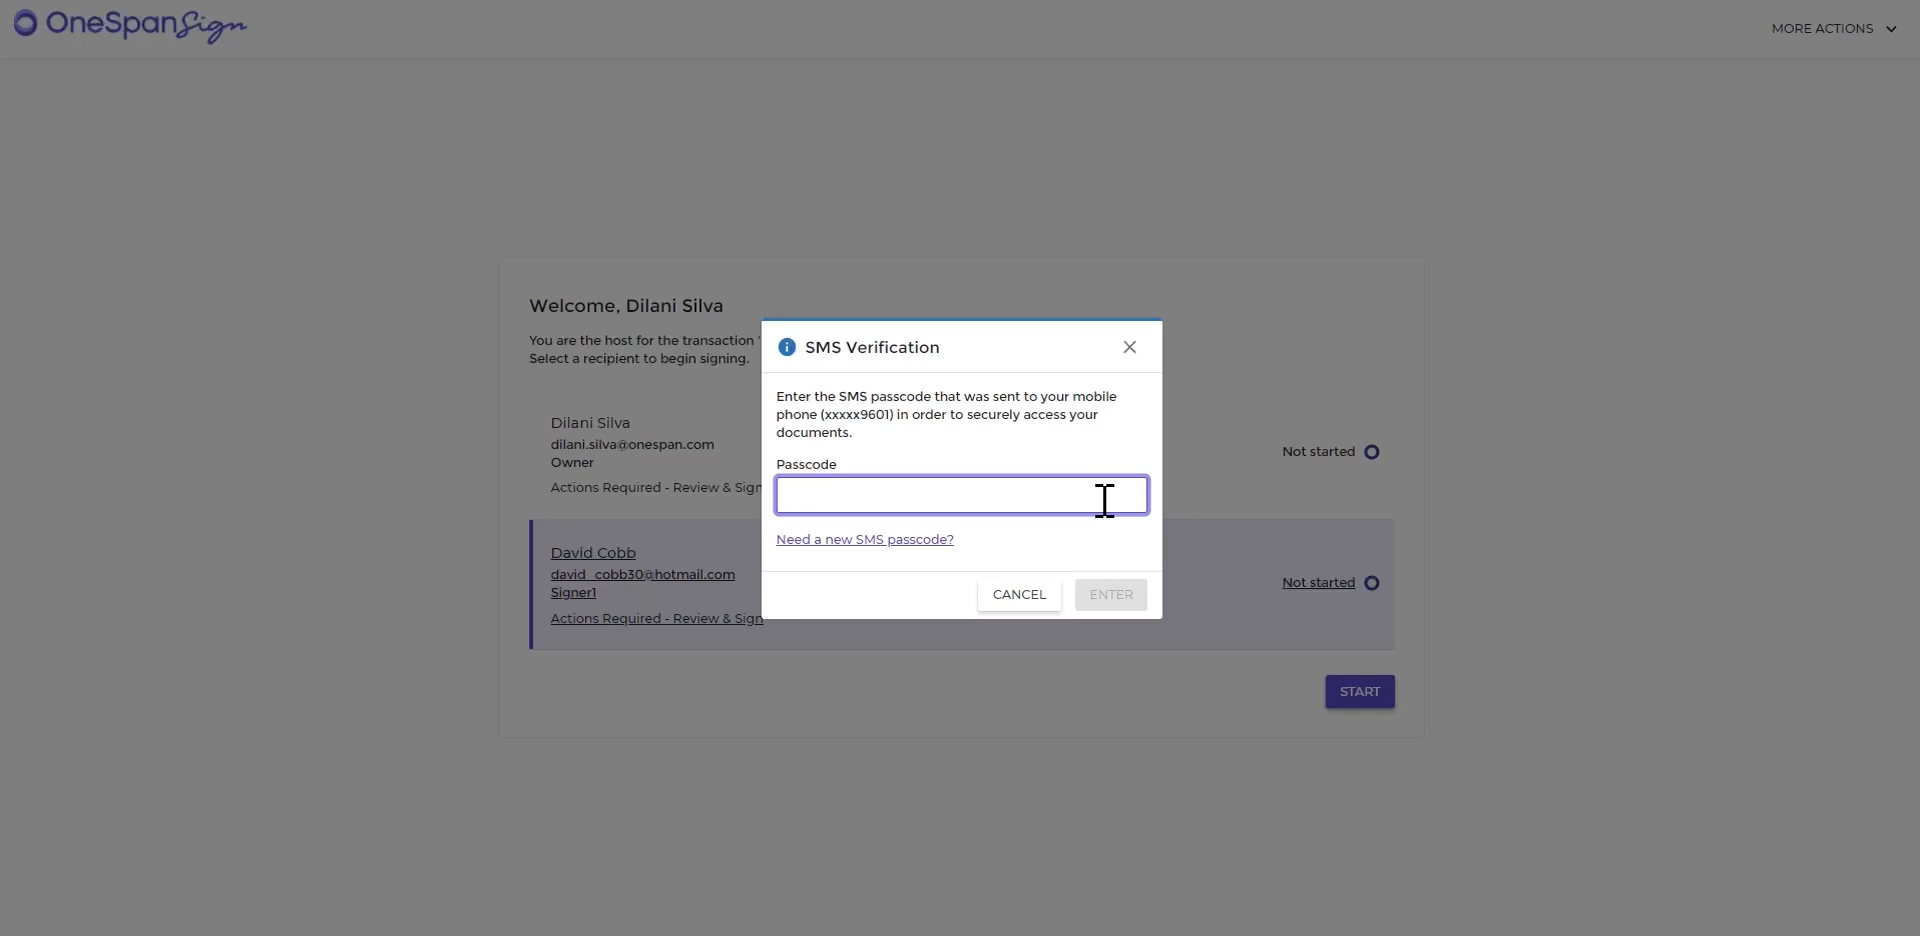 OneSpanSign
MORE ACTIONS
Welcome, Dilani Silva
You are the host for the transaction '
Select a recipient to begin signing.
Dilani Silva
dilani.silva@onespan.com
Owner
Actions Required - Review & Sign
Not started
David Cobb
david_cobb30@hotmail.com
Signer1
Actions Required - Review & Sign
Not started
START
SMS Verification
Enter the SMS passcode that was sent to your mobile
phone (xxxxx9601) in order to securely access your
documents.
Passcode
Need a new SMS passcode?
CANCEL
ENTER